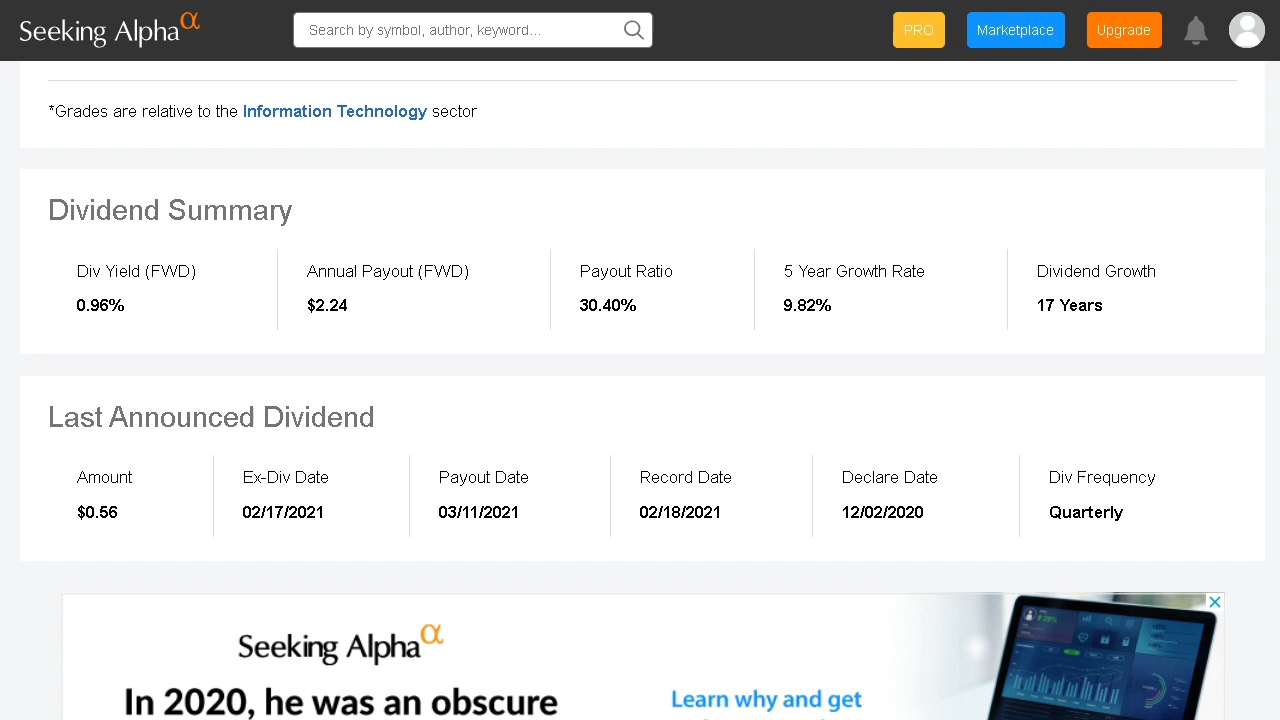 Seeking Alpha α
Search by symbol, author, keyword...
PRO
Marketplace
Upgrade
*Grades are relative to the Information Technology sector
Dividend Summary
Div Yield (FWD) Annual Payout (FWD) Payout Ratio 5 Year Growth Rate Dividend Growth
0.96% $2.24 30.40% 9.82% 17 Years
Last Announced Dividend
Amount Ex-Div Date Payout Date Record Date Declare Date Div Frequency
$0.56 02/17/2021 03/11/2021 02/18/2021 12/02/2020 Quarterly
Seeking Alpha α
In 2020, he was an obscure
Learn why and get